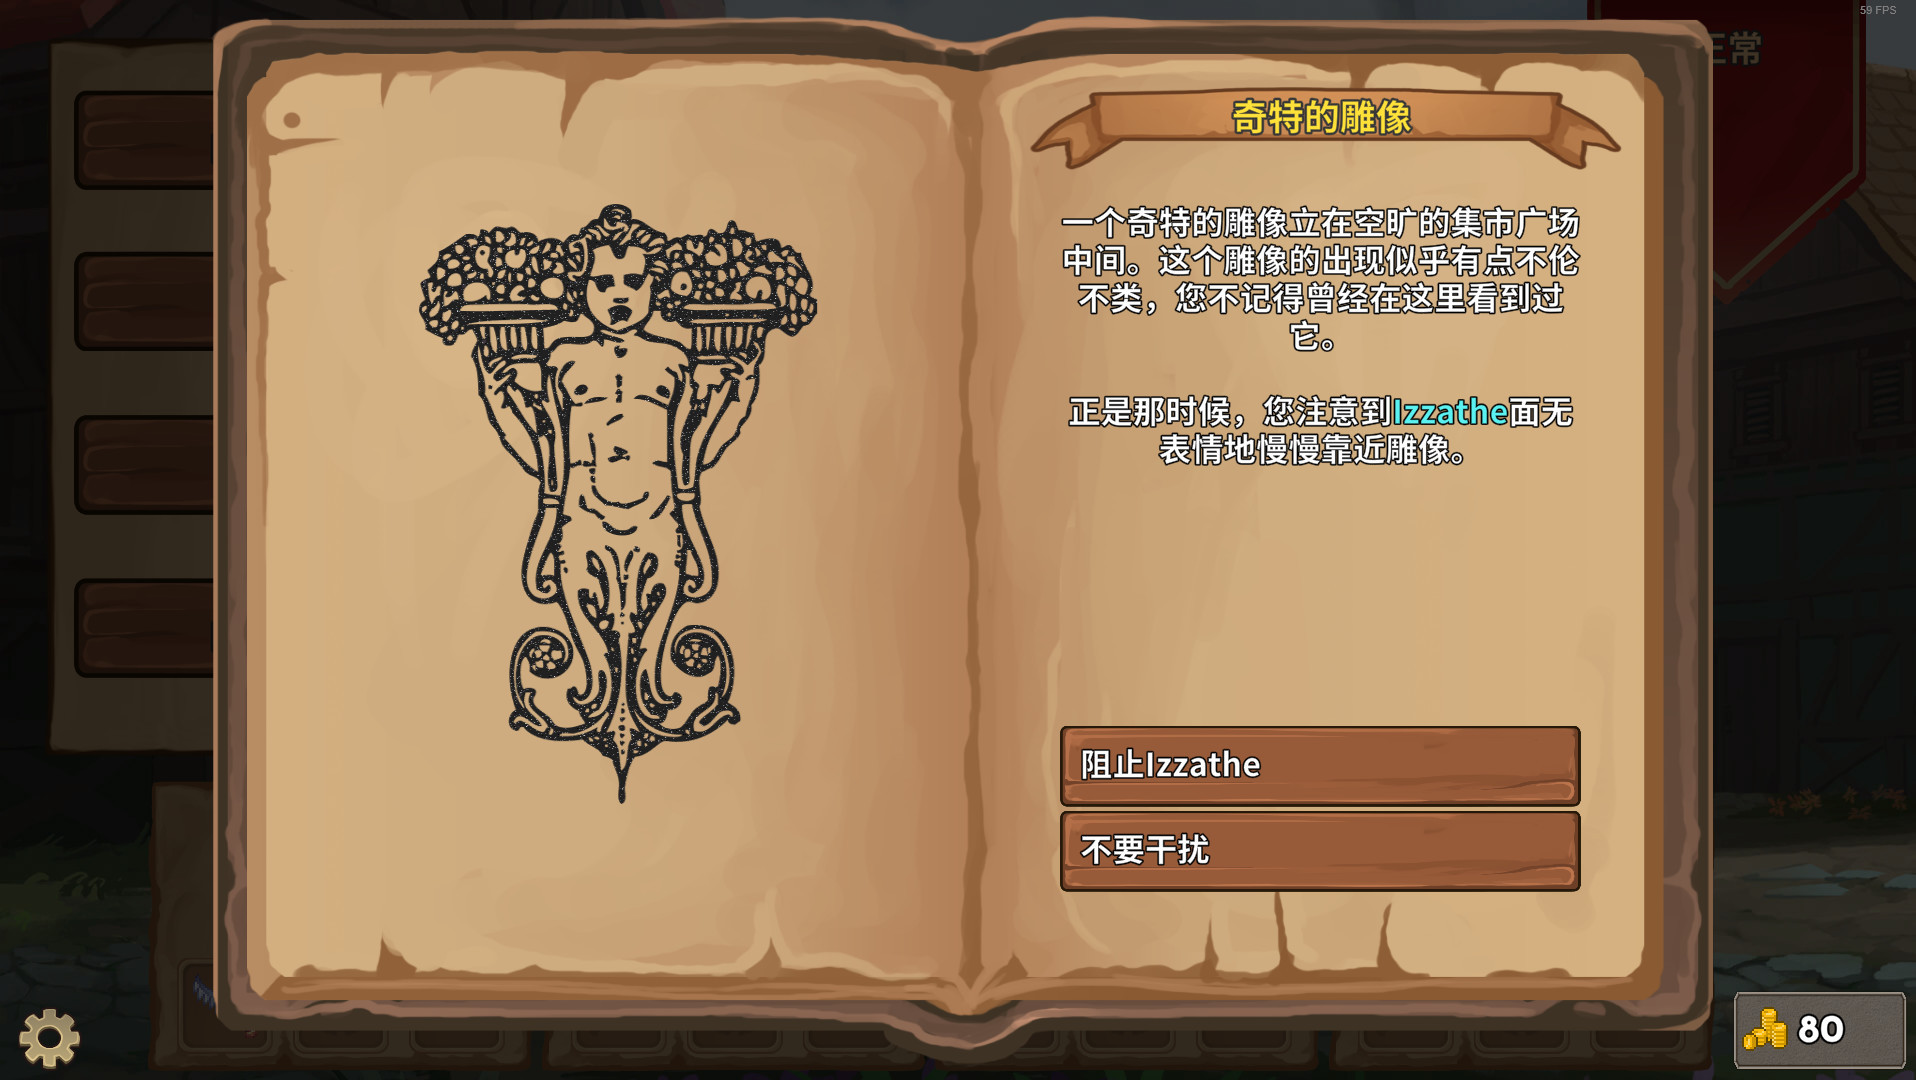 59 FPS
正常
奇特的雕像
一个奇特的雕像立在空旷的集市广场
中间。这个雕像的出现似乎有点不伦
不类，您不记得曾经在这里看到过
它。
正是那时候，您注意到Izzathe面无
表情地慢慢靠近雕像。
阻止Izzathe
不要干扰
80